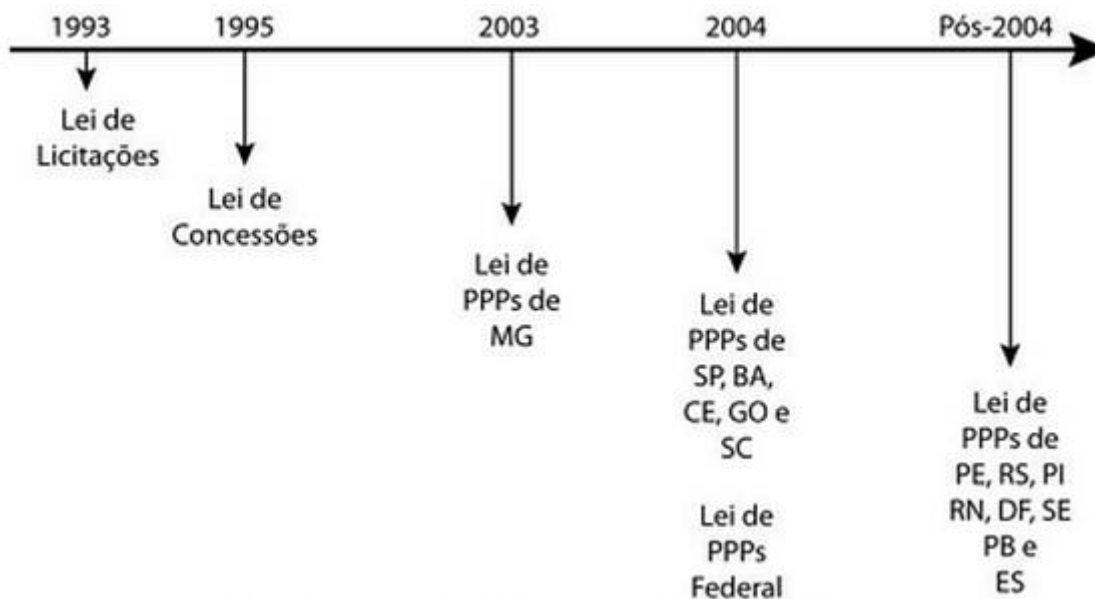 1993
1995
2003
2004
Pós-2004
Lei de
Licitações
Lei de
Concessões
Lei de
PPPs de
MG
Lei de
PPPs de
SP, BA,
CE, GO e
SC
Lei de
PPPs
Federal
Lei de
PPPs de
PE, RS, PI
RN, DF, SE
PB e
ES